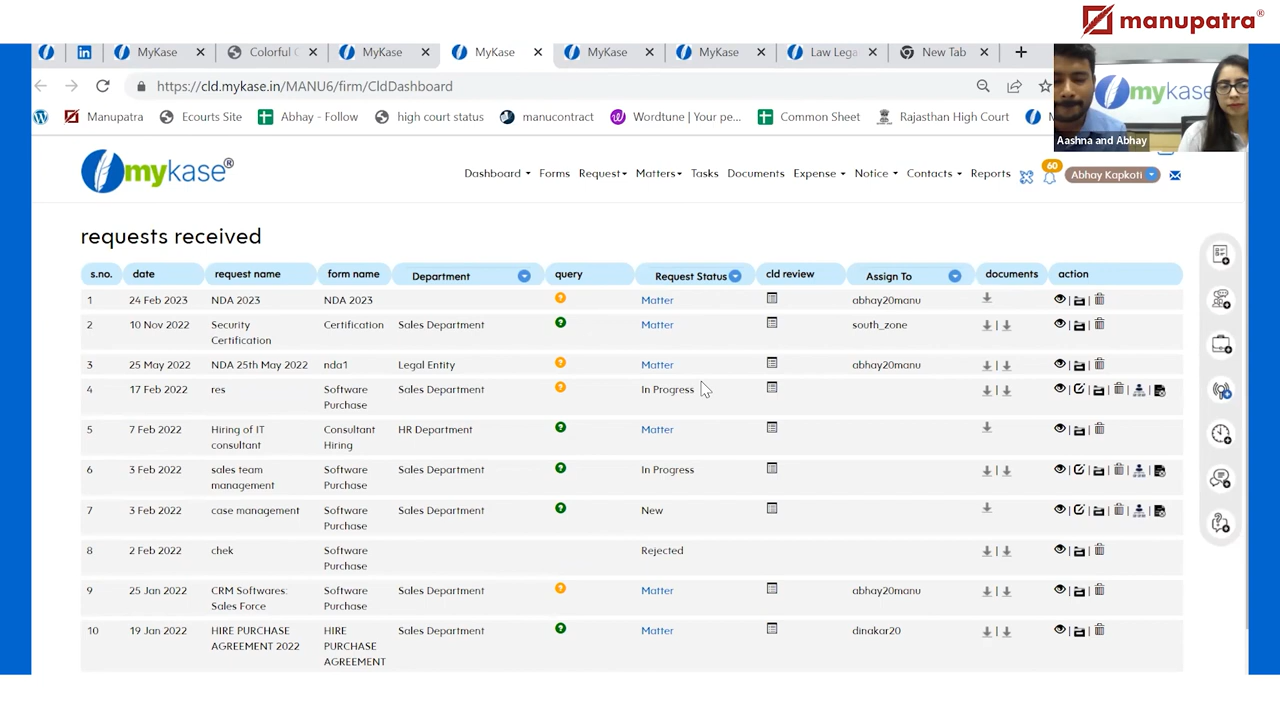 manupatra®
MyKase
Colorful C
MyKase
MyKase
MyKase
MyKase
Law Lega
New Tab
https://cld.mykase.in/MANU6/firm/CldDashboard
Manupatra
Ecourts Site
Abhay - Follow
high court status
manucontract
Wordtune | Your pe...
Common Sheet
Rajasthan High Court
mykase
Aashna and Abhay
mykase®
Dashboard Forms Request Matters Tasks Documents Expense Notice Contacts Reports 60 Abhay Kapkoti
requests received
s.no. date request name form name Department query Request Status cld review Assign To documents action
1 24 Feb 2023 NDA 2023 NDA 2023 Matter abhay20manu
2 10 Nov 2022 Security Certification Sales Department Matter south_zone
Certification
3 25 May 2022 NDA 25th May 2022 nda1 Legal Entity Matter abhay20manu
4 17 Feb 2022 res Software Sales Department In Progress
Purchase
5 7 Feb 2022 Hiring of IT Consultant HR Department Matter
consultant Hiring
6 3 Feb 2022 sales team Software Sales Department In Progress
management Purchase
7 3 Feb 2022 case management Software Sales Department New
Purchase
8 2 Feb 2022 chek Software Rejected
Purchase
9 25 Jan 2022 CRM Softwares: Software Sales Department Matter abhay20manu
Sales Force Purchase
10 19 Jan 2022 HIRE PURCHASE HIRE Sales Department Matter dinakar20
AGREEMENT 2022 PURCHASE
AGREEMENT